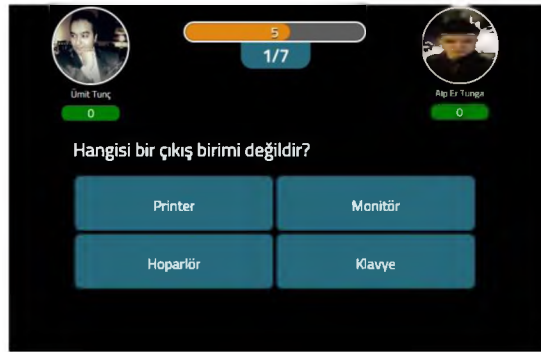 5
1/7
Ümit Tunç
Alp Er Tunga
0
0
Hangisi bir çıkış birimi değildir?
Printer
Monitör
Hoparlör
Klavye